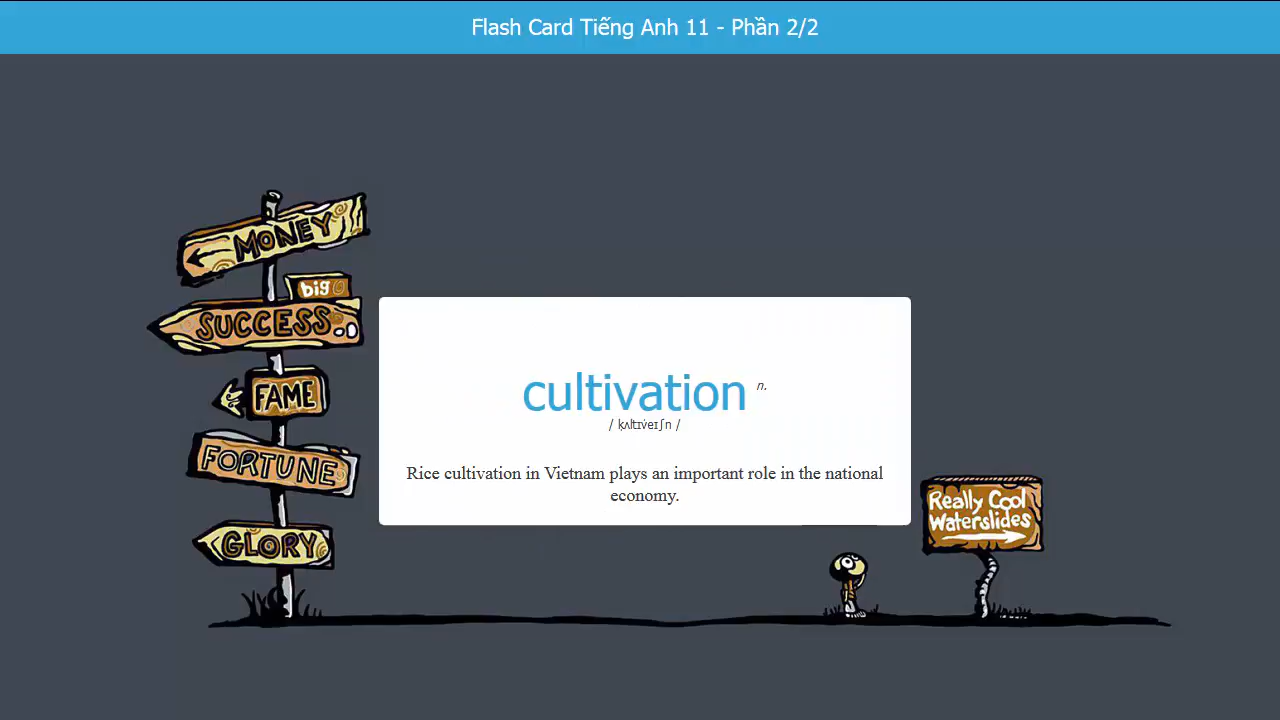 Flash Card Tiếng Anh 11 - Phần 2/2
MONEY
big
SUCCESS
FAME
FORTUNE
GLORY
cultivation n.
/ ˌkʌltɪˈveɪʃn /
Rice cultivation in Vietnam plays an important role in the national
economy.
Really Cool
Waterslides